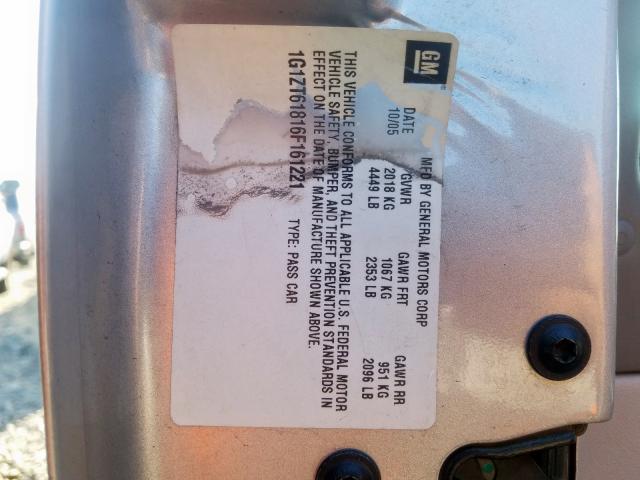 GM
MFD BY GENERAL MOTORS CORP
DATE GVWR GAWR FRT GAWR RR
10/05 2018 KG 1067 KG 951 KG
4449 LB 2353 LB 2096 LB
THIS VEHICLE CONFORMS TO ALL APPLICABLE U.S. FEDERAL MOTOR
VEHICLE SAFETY, BUMPER, AND THEFT PREVENTION STANDARDS IN
EFFECT ON THE DATE OF MANUFACTURE SHOWN ABOVE.
1G1ZT61816F161221 TYPE: PASS CAR